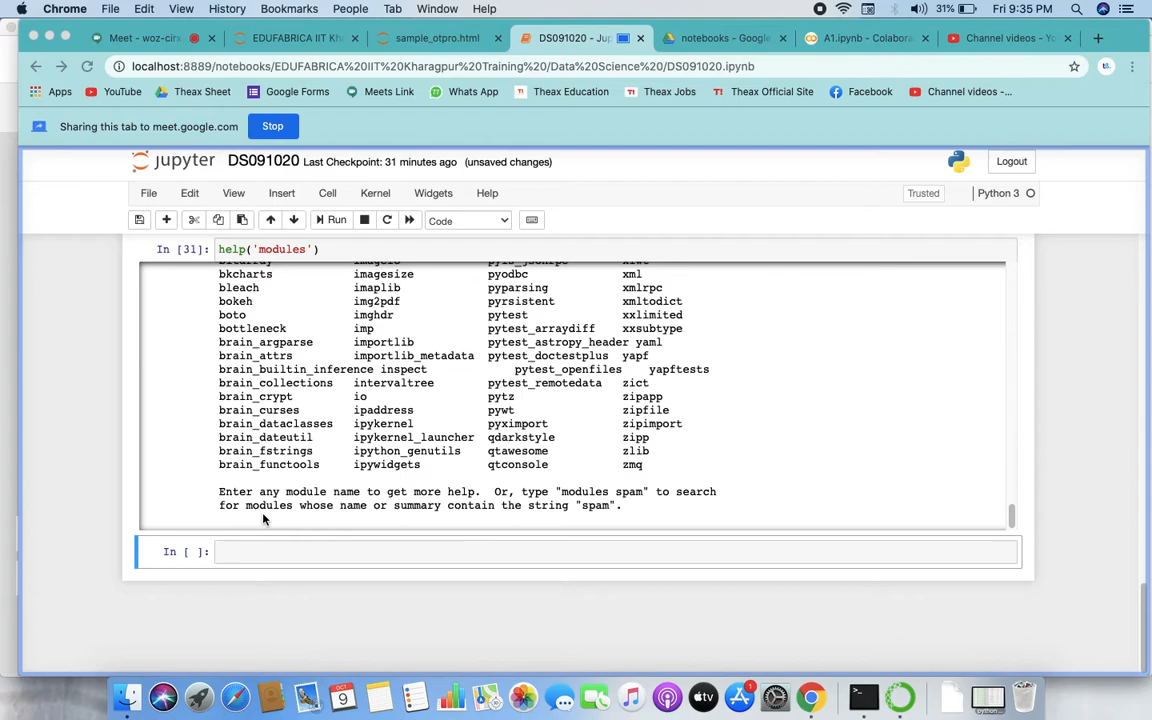 Chrome File Edit View History Bookmarks People Tab Window Help 31% Fri 9:35 PM
Meet - woz-cira EDUFABRICA IIT Kha sample_otpro.html DS091020 - Jup notebooks - Google A1.ipynb - Colabora Channel videos - Yo
localhost:8889/notebooks/EDUFABRICA%20IIT%20Kharagpur%20Training%20/Data%20Science%20/DS091020.ipynb
Apps YouTube Theax Sheet Google Forms Meets Link Whats App Theax Education Theax Jobs Theax Official Site Facebook Channel videos -...
Sharing this tab to meet.google.com Stop
jupyter DS091020 Last Checkpoint: 31 minutes ago (unsaved changes) Logout
File Edit View Insert Cell Kernel Widgets Help Trusted Python 3
Run Code
In [31]: help('modules')
bkcharts imagesize pyodbc xml
bleach imaplib pyparsing xmlrpc
bokeh img2pdf pyrsistent xmltodict
boto imghdr pytest xxlimited
bottleneck imp pytest_arraydiff xxsubtype
brain_argparse importlib pytest_astropy_header yaml
brain_attrs importlib_metadata pytest_doctestplus yapf
brain_builtin_inference inspect pytest_openfiles yapftests
brain_collections intervaltree pytest_remotedata zict
brain_crypt io pytz zipapp
brain_curses ipaddress pywt zipfile
brain_dataclasses ipykernel pyximport zipimport
brain_dateutil ipykernel_launcher qdarkstyle zipp
brain_fstrings ipython_genutils qtawesome zlib
brain_functools ipywidgets qtconsole zmq
Enter any module name to get more help. Or, type "modules spam" to search
for modules whose name or summary contain the string "spam".
In [ ]: